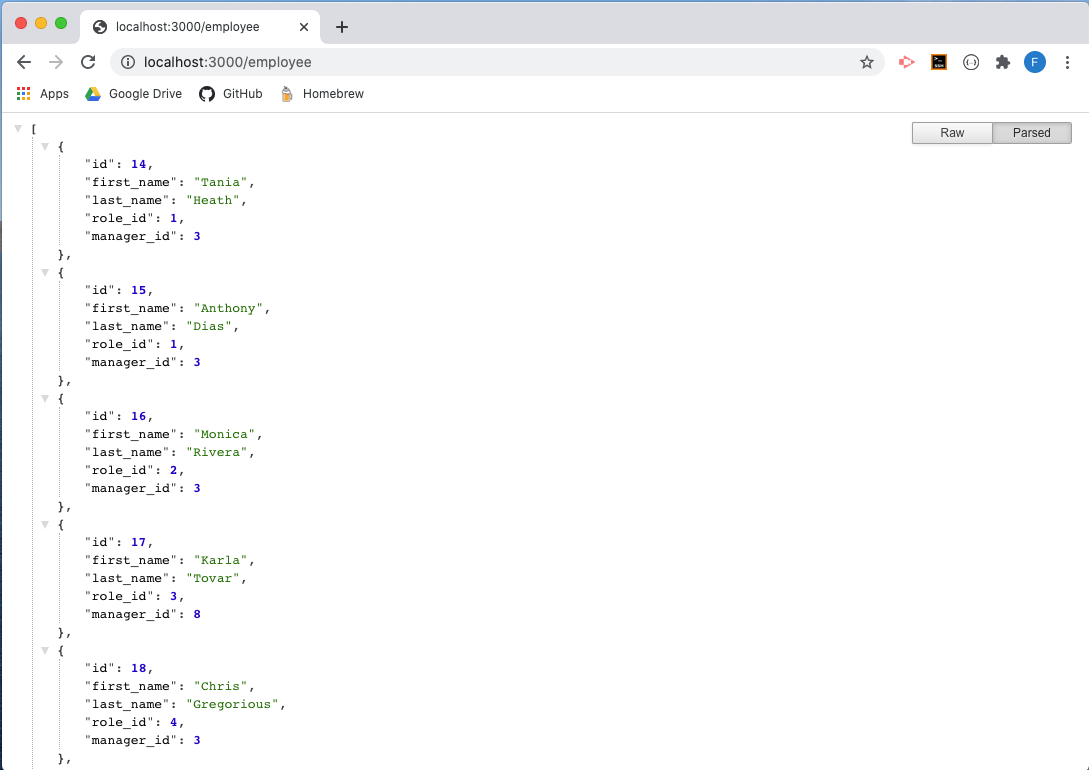 localhost:3000/employee
localhost:3000/employee
F
Apps Google Drive GitHub Homebrew
Raw Parsed
[
{
"id": 14,
"first_name": "Tania",
"last_name": "Heath",
"role_id": 1,
"manager_id": 3
},
{
"id": 15,
"first_name": "Anthony",
"last_name": "Dias",
"role_id": 1,
"manager_id": 3
},
{
"id": 16,
"first_name": "Monica",
"last_name": "Rivera",
"role_id": 2,
"manager_id": 3
},
{
"id": 17,
"first_name": "Karla",
"last_name": "Tovar",
"role_id": 3,
"manager_id": 8
},
{
"id": 18,
"first_name": "Chris",
"last_name": "Gregorious",
"role_id": 4,
"manager_id": 3
},